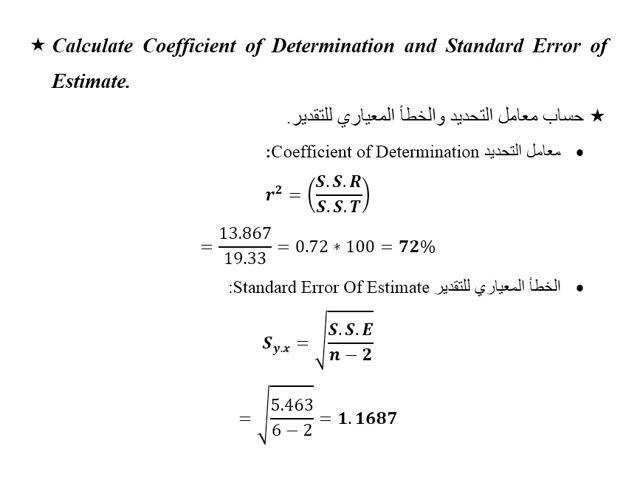 ★ Calculate Coefficient of Determination and Standard Error of
Estimate.
★ حساب معامل التحديد والخطأ المعياري للتقدير.
• معامل التحديد Coefficient of Determination:
r² = (S.S.R / S.S.T)
= 13.867 / 19.33 = 0.72 * 100 = 72%
• الخطأ المعياري للتقدير Standard Error Of Estimate:
S_y.x = √(S.S.E / n − 2)
= √(5.463 / 6 − 2) = 1.1687